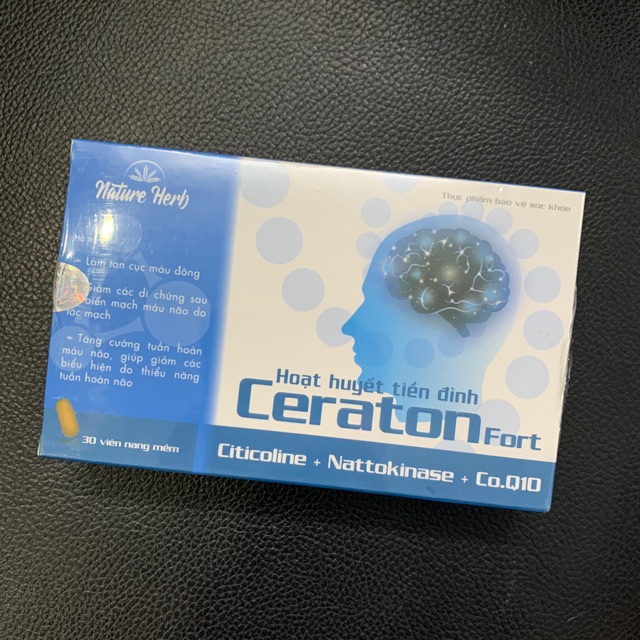 Nature Herb
Thực phẩm bảo vệ sức khỏe
Làm tan cục máu đông
Giảm các di chứng sau
biến mạch máu não do
tắc mạch
- Tăng cường tuần hoàn
máu não, giúp giảm các
biểu hiện do thiểu năng
tuần hoàn não
30 viên nang mềm
Hoạt huyết tiền đình
Ceraton Fort
Citicoline + Nattokinase + Co.Q10